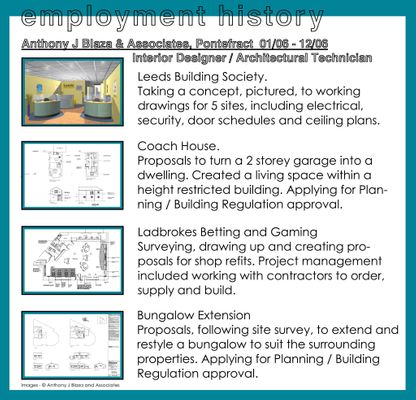 employment history
Anthony J Blaza & Associates, Pontefract 01/06 - 12/06
Interior Designer / Architectural Technician
Leeds Building Society.
Taking a concept, pictured, to working
drawings for 5 sites, including electrical,
security, door schedules and ceiling plans.
Coach House.
Proposals to turn a 2 storey garage into a
dwelling. Created a living space within a
height restricted building. Applying for Plan-
ning / Building Regulation approval.
Ladbrokes Betting and Gaming
Surveying, drawing up and creating pro-
posals for shop refits. Project management
included working with contractors to order,
supply and build.
Bungalow Extension
Proposals, following site survey, to extend and
restyle a bungalow to suit the surrounding
properties. Applying for Planning / Building
Regulation approval.
Images - © Anthony J Blaza and Associates